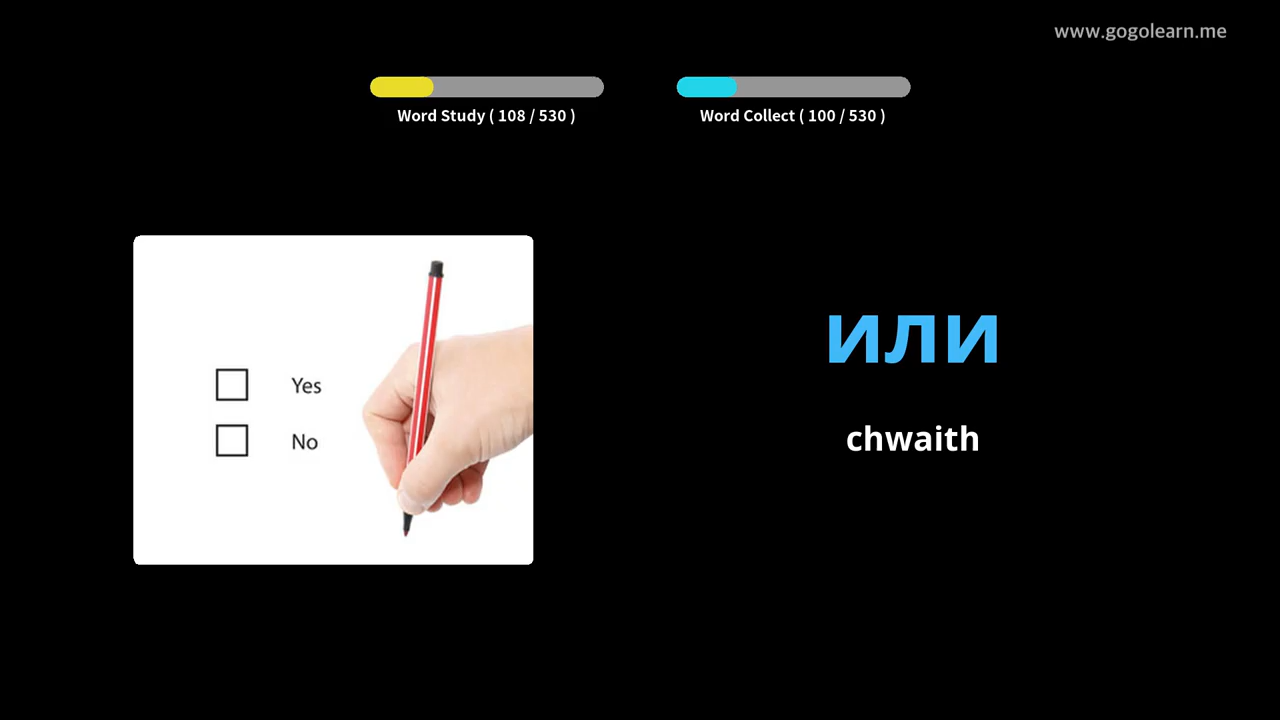 www.gogolearn.me
Word Study ( 108 / 530 )
Word Collect ( 100 / 530 )
Yes
No
или
chwaith